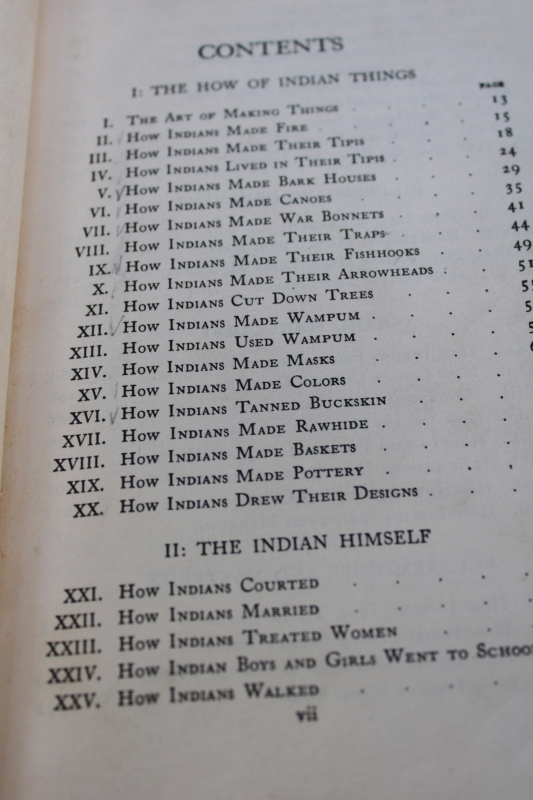 CONTENTS
I: THE HOW OF INDIAN THINGS
PAGE
I. The Art of Making Things . . . . 13
II. How Indians Made Fire . . . . 15
III. How Indians Made Their Tipis . . . 18
IV. How Indians Lived in Their Tipis . . . 24
V. How Indians Made Bark Houses . . . 29
VI. How Indians Made Canoes . . . . 35
VII. How Indians Made War Bonnets . . . 41
VIII. How Indians Made Their Traps . . . 44
IX. How Indians Made Their Fishhooks . . 49
X. How Indians Made Their Arrowheads . . 51
XI. How Indians Cut Down Trees . . .
XII. How Indians Made Wampum . . . .
XIII. How Indians Used Wampum . . . .
XIV. How Indians Made Masks . . . .
XV. How Indians Made Colors . . . .
XVI. How Indians Tanned Buckskin . . .
XVII. How Indians Made Rawhide . . . .
XVIII. How Indians Made Baskets . . . .
XIX. How Indians Made Pottery . . . .
XX. How Indians Drew Their Designs . . .
II: THE INDIAN HIMSELF
XXI. How Indians Courted . . . . .
XXII. How Indians Married . . . . .
XXIII. How Indians Treated Women . . .
XXIV. How Indian Boys and Girls Went to School
XXV. How Indians Walked . . . . .
vii